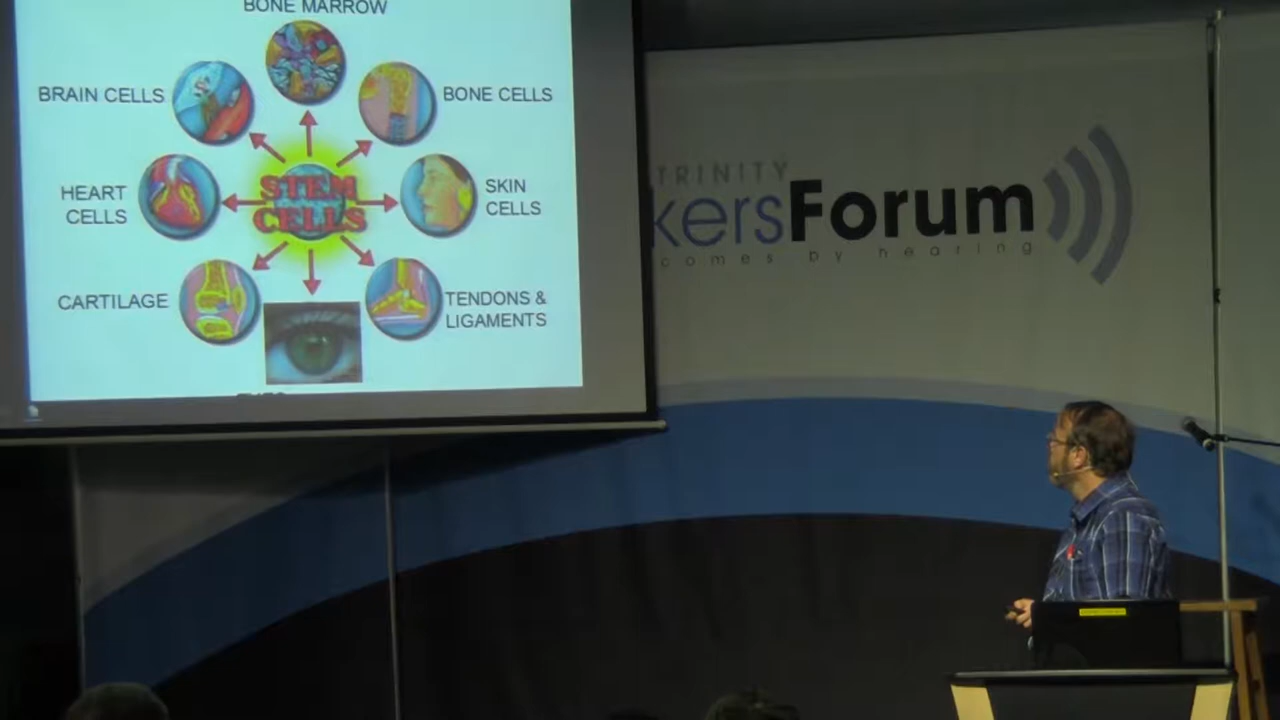 BONE MARROW
BRAIN CELLS
BONE CELLS
HEART
CELLS
STEM
CELLS
SKIN
CELLS
CARTILAGE
TENDONS &
LIGAMENTS
TRINITY
kersForum
comes by hearing